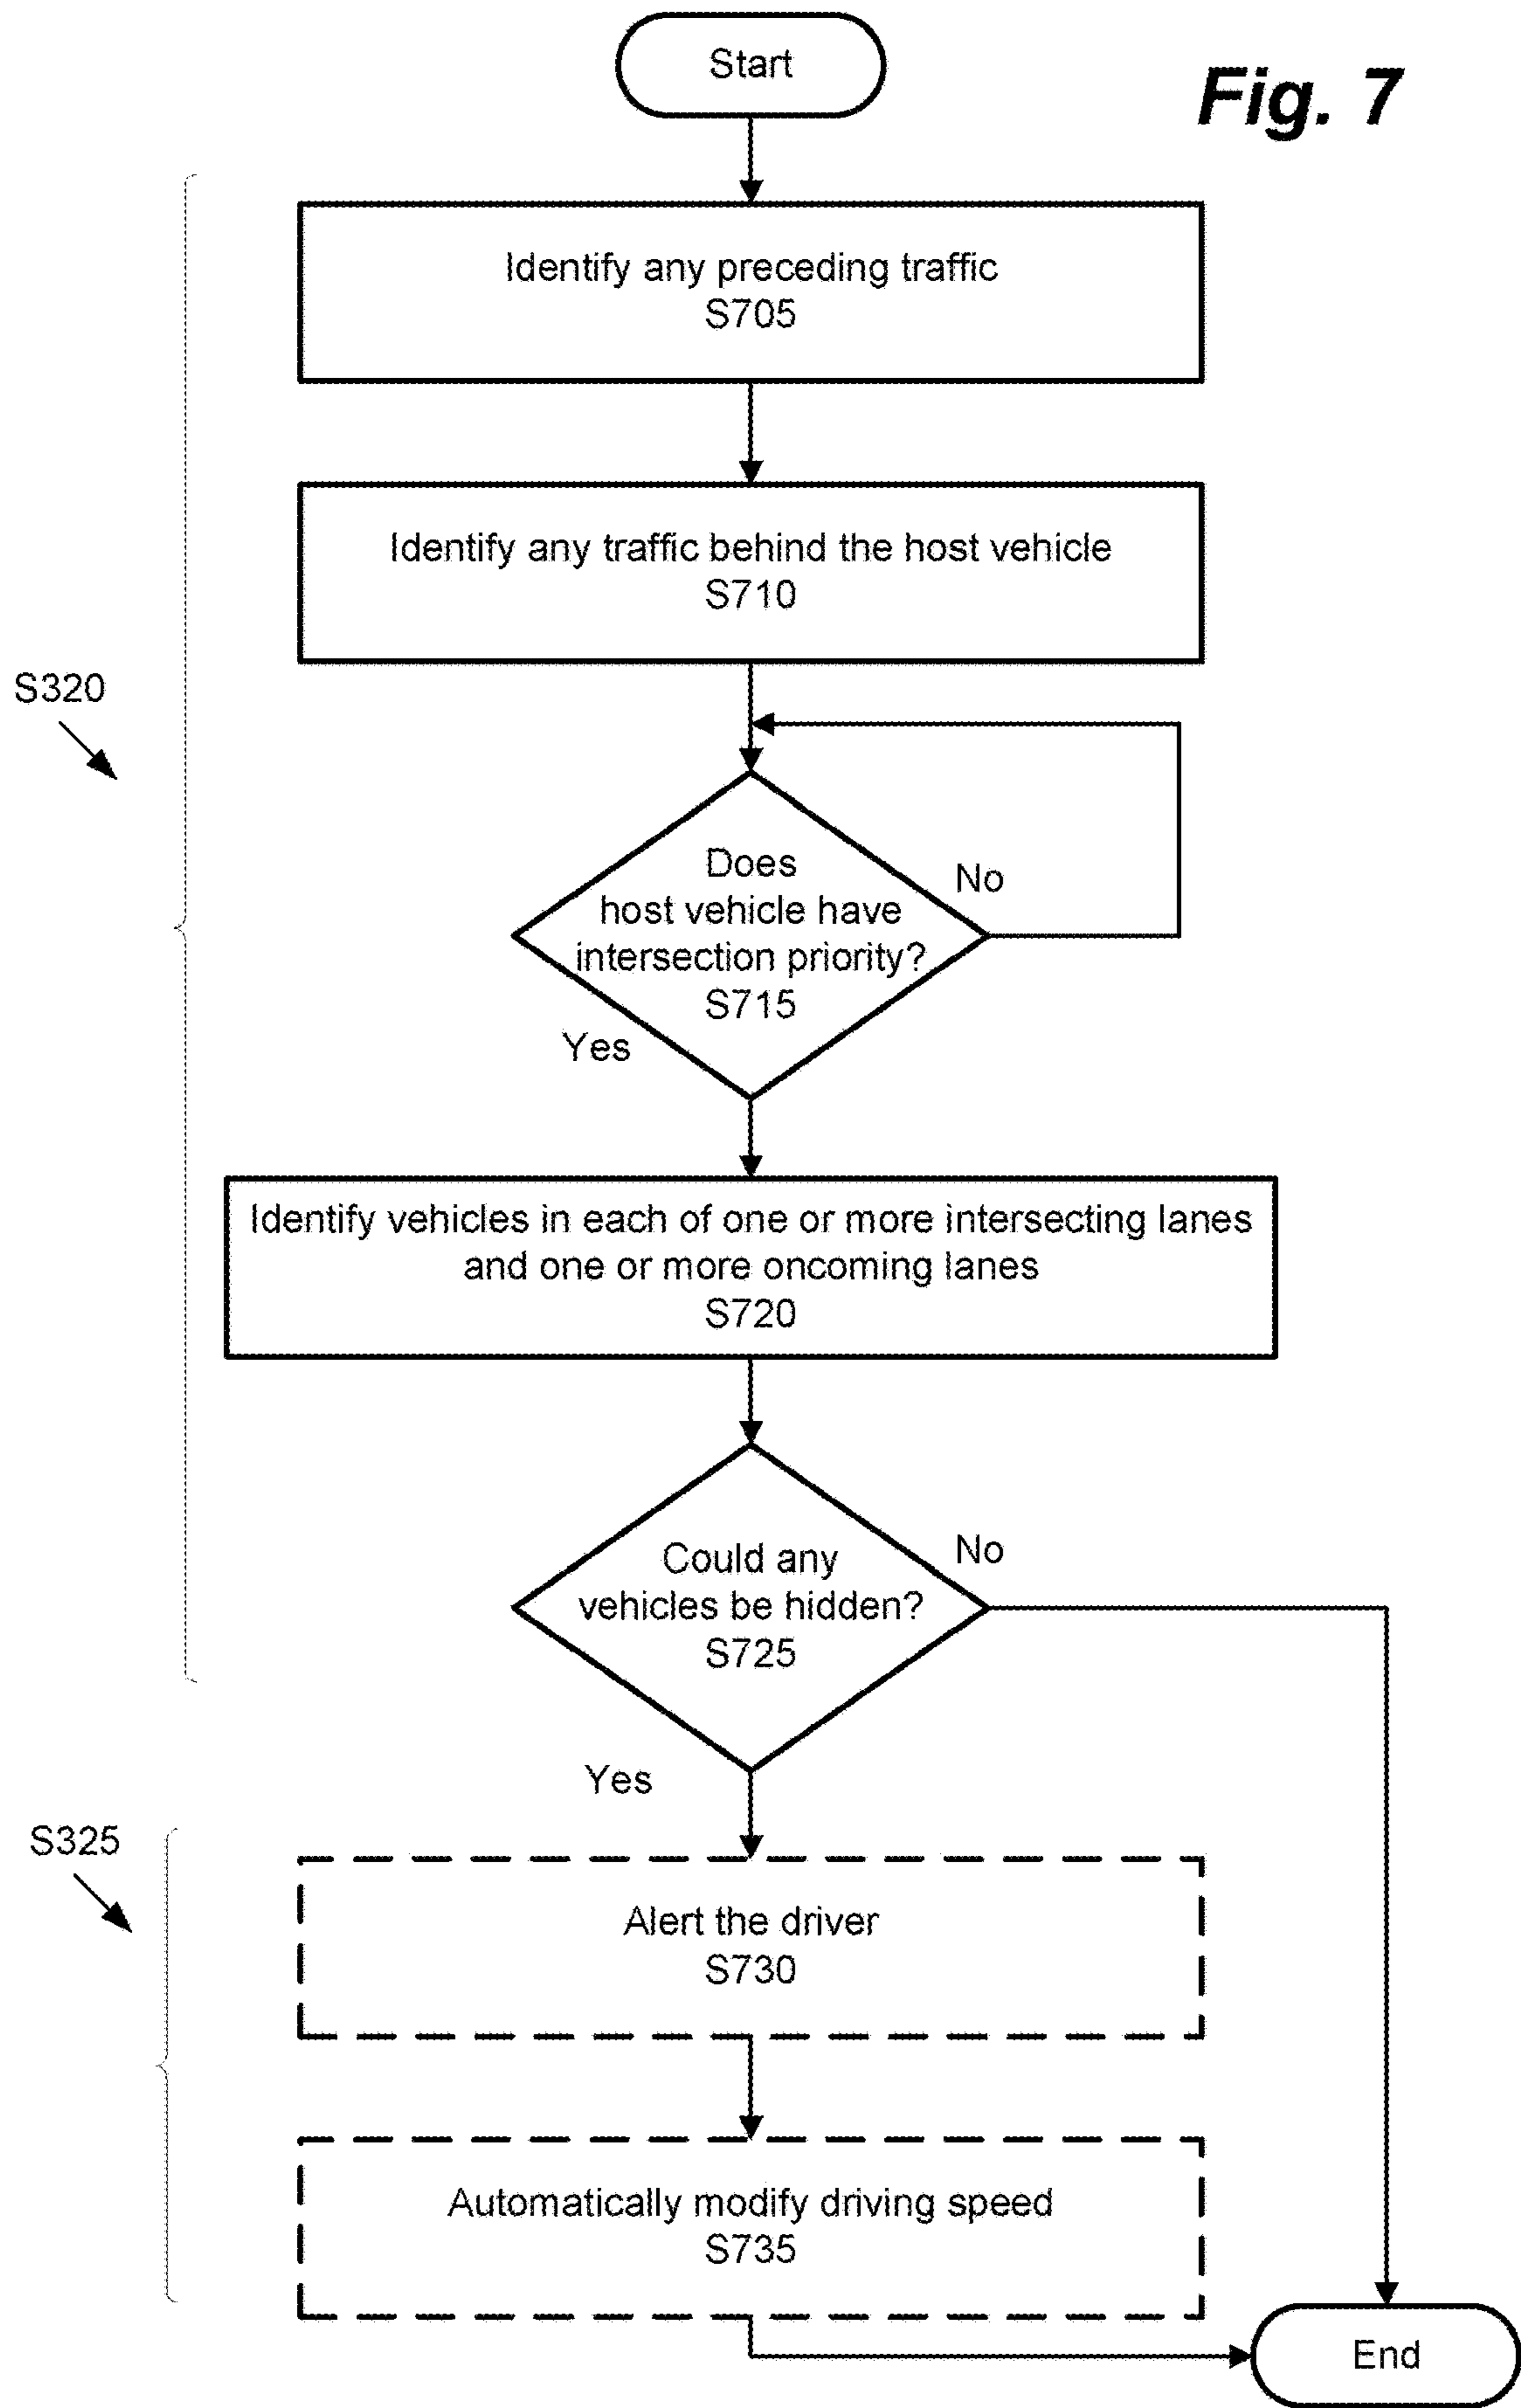 Start
Fig. 7
Identify any preceding traffic
S705
Identify any traffic behind the host vehicle
S710
S320
Does
host vehicle have
intersection priority?
S715
No
Yes
Identify vehicles in each of one or more intersecting lanes
and one or more oncoming lanes
S720
Could any
vehicles be hidden?
S725
No
Yes
S325
Alert the driver
S730
Automatically modify driving speed
S735
End